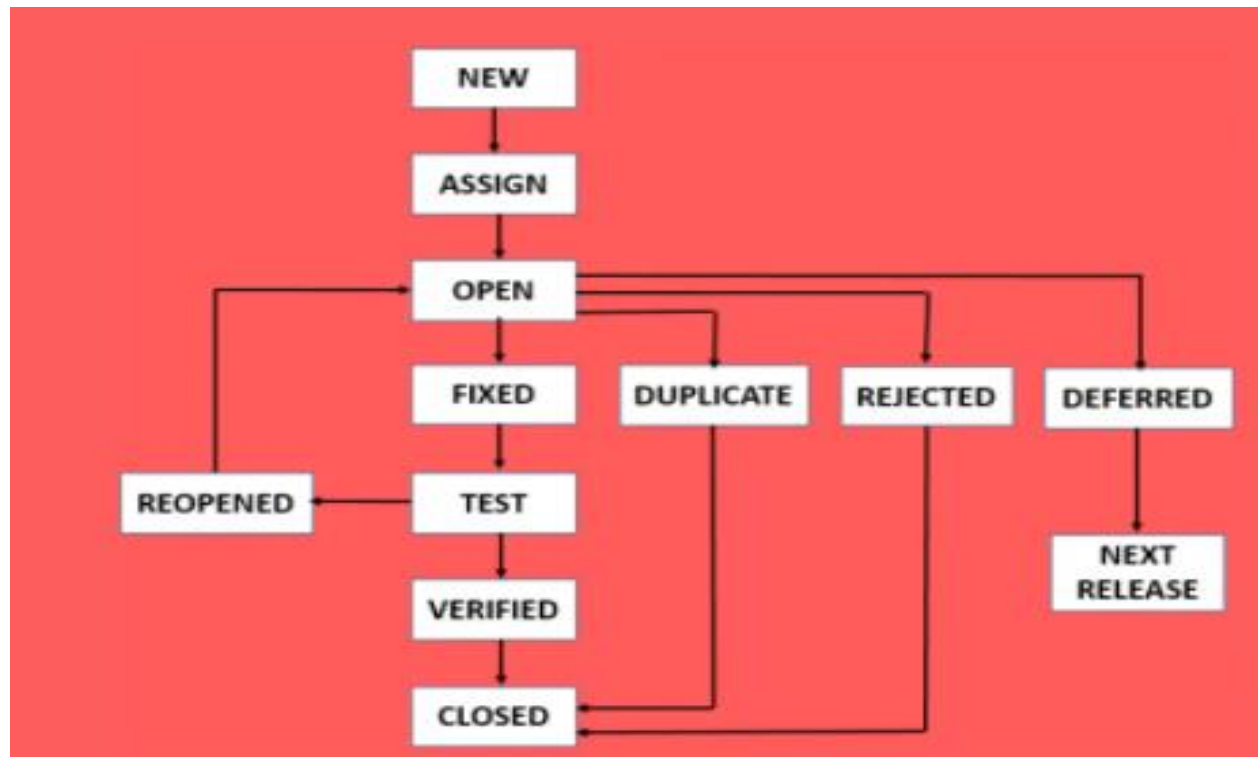 NEW
ASSIGN
OPEN
FIXED
DUPLICATE
REJECTED
DEFERRED
REOPENED
TEST
NEXT
RELEASE
VERIFIED
CLOSED